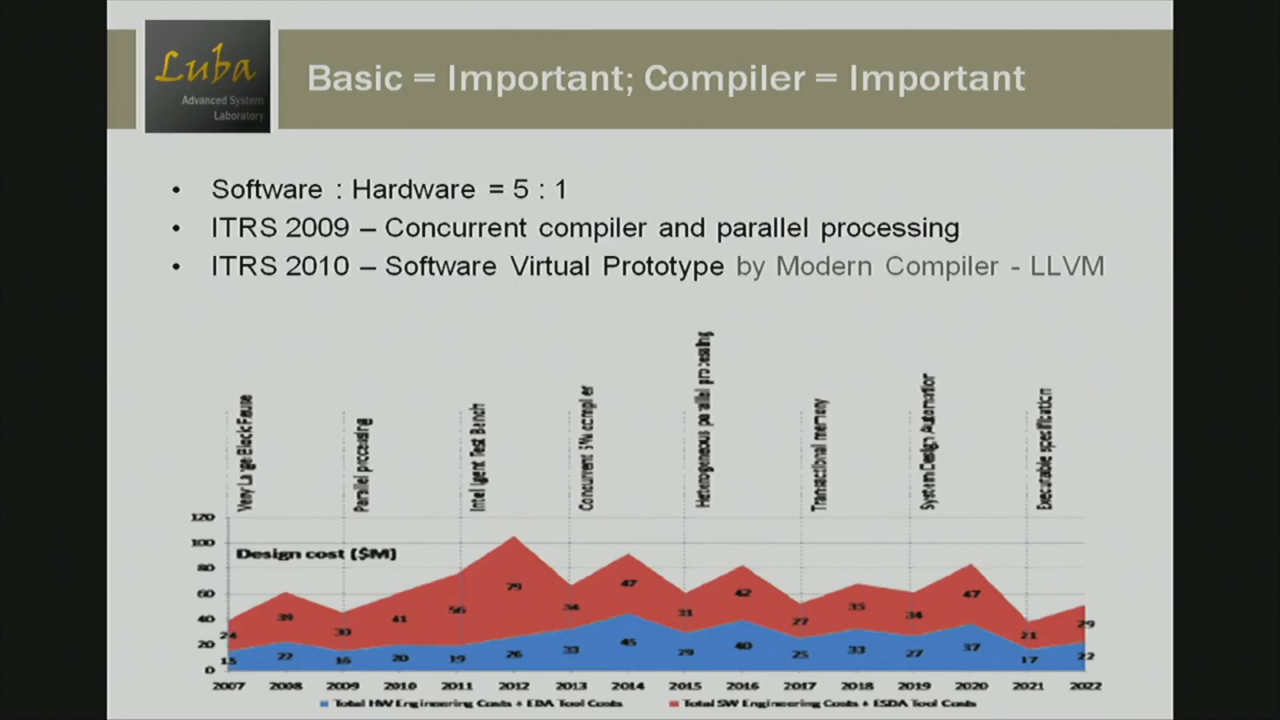 Luba
Advanced System
Laboratory
Basic = Important; Compiler = Important
• Software : Hardware = 5 : 1
• ITRS 2009 – Concurrent compiler and parallel processing
• ITRS 2010 – Software Virtual Prototype by Modern Compiler - LLVM
Very Large Block Reuse
Parallel processing
Intelligent Test Bench
Concurrent SW compiler
Heterogeneous parallel processing
Transactional memory
System Design Automation
Executable specification
Design cost ($M)
120
100
80
60
40
20
0
24 39 30 41 56 79 34 47 31 42 27 35 34 47 21 29
15 22 16 20 19 26 33 45 29 40 25 33 27 37 17 22
2007 2008 2009 2010 2011 2012 2013 2014 2015 2016 2017 2018 2019 2020 2021 2022
Total HW Engineering Costs + EDA Tool Costs
Total SW Engineering Costs + ESDA Tool Costs